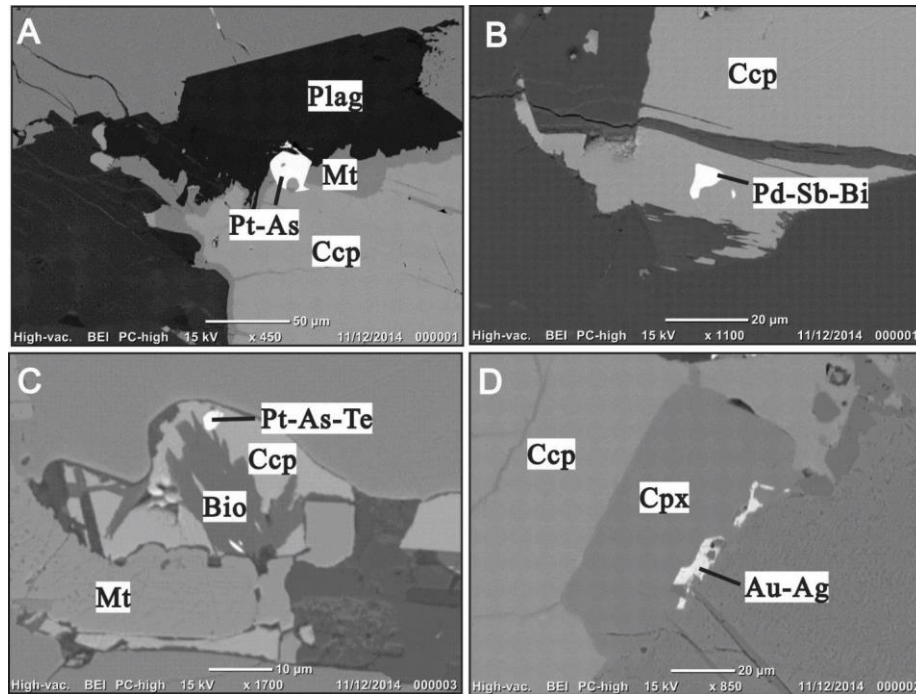 A
Plag
Mt
Pt-As
Ccp
50 µm
High-vac. BEI PC-high 15 kV x 450 11/12/2014 000001
B
Ccp
Pd-Sb-Bi
20 µm
High-vac. BEI PC-high 15 kV x 1100 11/12/2014 000001
C
Pt-As-Te
Ccp
Bio
Mt
10 µm
High-vac. BEI PC-high 15 kV x 1700 11/12/2014 000003
D
Ccp
Cpx
Au-Ag
20 µm
High-vac. BEI PC-high 15 kV x 850 11/12/2014 000001